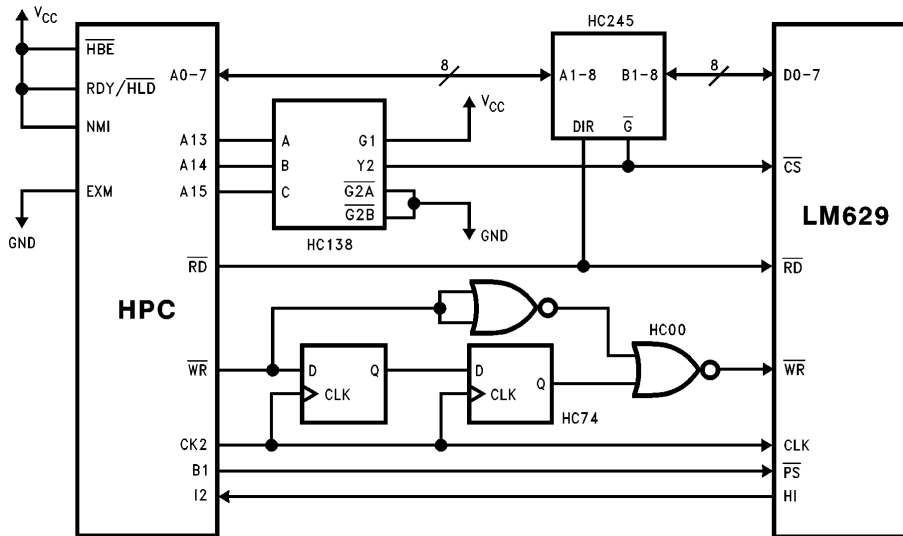 VCC
HC245
HBE
RDY/HLD
NMI
A0-7
8
A1-8
B1-8
8
D0-7
VCC
DIR
G
A13
A
G1
A14
B
Y2
CS
EXM
A15
C
G2A
G2B
GND
HC138
GND
LM629
RD
RD
HPC
HC00
WR
D
Q
CLK
D
Q
CLK
WR
HC74
CK2
CLK
B1
PS
I2
HI